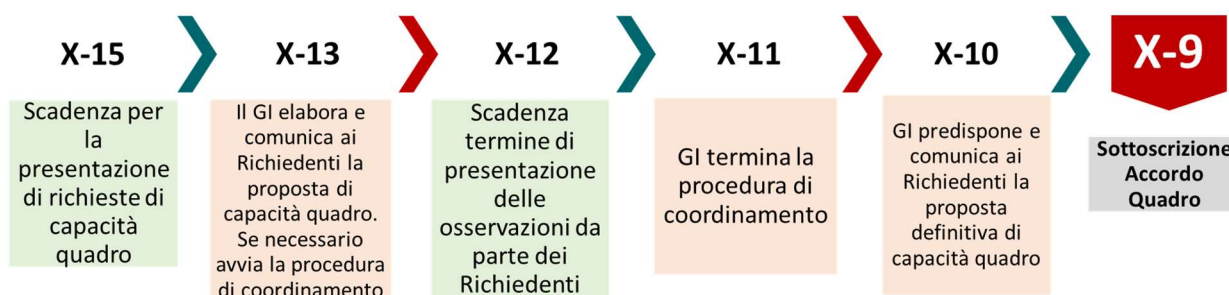 X-15
Scadenza per
la
presentazione
di richieste di
capacità
quadro
X-13
Il GI elabora e
comunica ai
Richiedenti la
proposta di
capacità quadro.
Se necessario
avvia la procedura
di coordinamento
X-12
Scadenza
termine di
presentazione
delle
osservazioni da
parte dei
Richiedenti
X-11
GI termina la
procedura di
coordinamento
X-10
GI predispone e
comunica ai
Richiedenti la
proposta
definitiva di
capacità quadro
X-9
Sottoscrizione
Accordo
Quadro